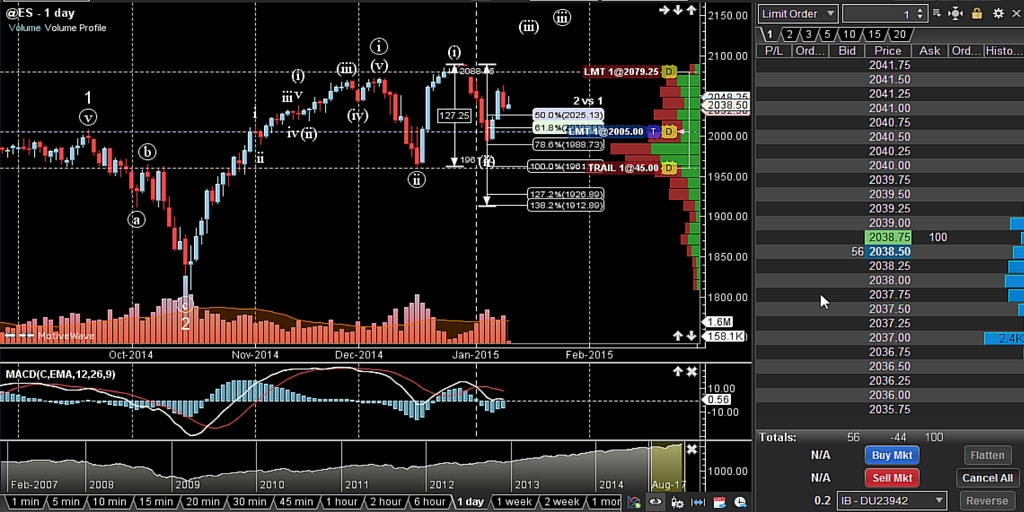 @ES - 1 day
Volume Volume Profile
(iii)
iii
(i)
i
(v)
(iii)
(i)
iii v
(iv)
iv (ii)
i
ii
1
v
b
a
c
2
ii
(ii)
2088
127.25
2 vs 1
50.0%(2025.13)
61.8%
78.6%(1988.73)
100.0%(1961
127.2%(1926.89)
138.2%(1912.89)
LMT 1@2079.25 D
LMT 1@2005.00 T D
TRAIL 1@45.00 D
2150.00
2100.00
2048.25
2038.50
2000.00
1950.00
1900.00
1850.00
1800.00
1.6M
158.1K
MotiveWave
Oct-2014 Nov-2014 Dec-2014 Jan-2015 Feb-2015
MACD(C,EMA,12,26,9)
10.00
0.56
-10.00
1000.00
Feb-2007 2008 2009 2010 2011 2012 2013 2014 Aug-17
1 min 5 min 10 min 15 min 20 min 30 min 45 min 1 hour 2 hour 6 hour 1 day 1 week 2 week 1 mon
Limit Order 1
1 2 3 5 10 15 20
P/L Ord... Bid Price Ask Ord... Histo...
2041.75
2041.50
2041.25
2041.00
2040.75
2040.50
2040.25
2040.00
2039.75
2039.50
2039.25
2039.00
2038.75 100
56 2038.50
2038.25
2038.00
2037.75
2037.50
2037.25
2037.00 2.4K
2036.75
2036.50
2036.25
2036.00
2035.75
Totals: 56 -44 100
N/A Buy Mkt Flatten
N/A Sell Mkt Cancel All
0.2 IB - DU23942 Reverse